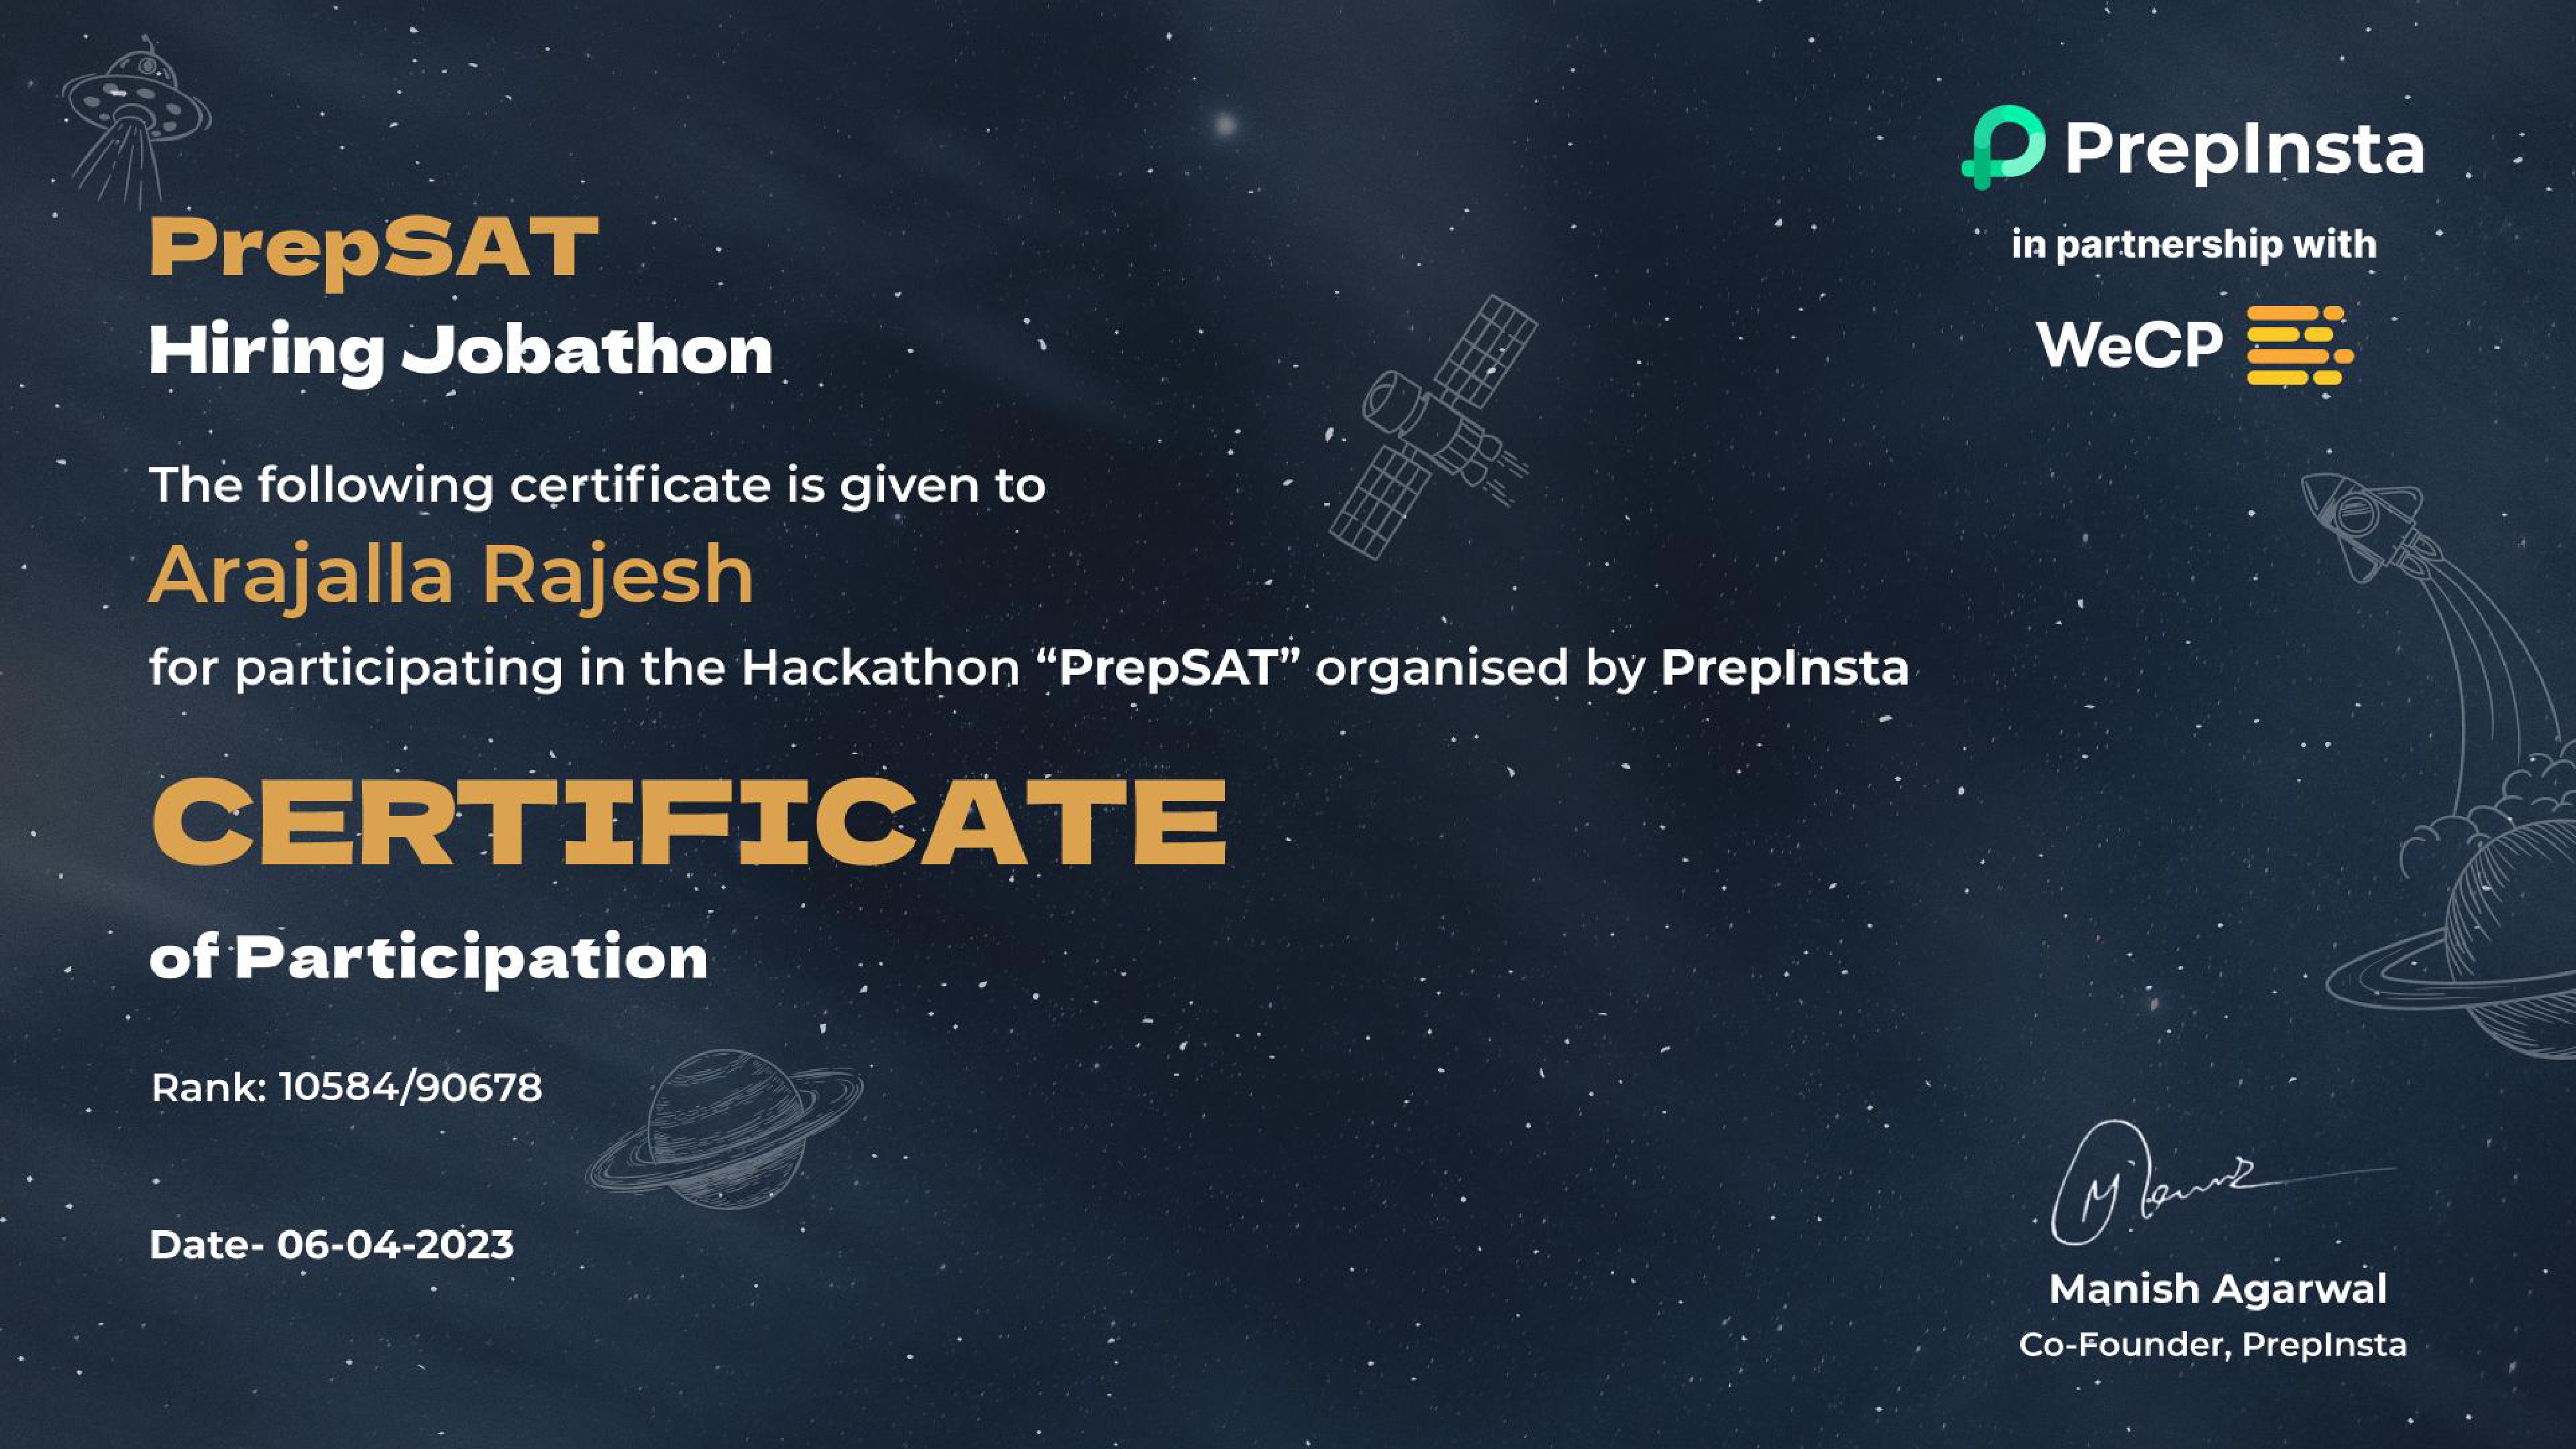 PrepInsta
in partnership with
WeCP
PrepSAT
Hiring Jobathon
The following certificate is given to
Arajalla Rajesh
for participating in the Hackathon “PrepSAT” organised by PrepInsta
CERTIFICATE
of Participation
Rank: 10584/90678
Date- 06-04-2023
Manish Agarwal
Co-Founder, PrepInsta